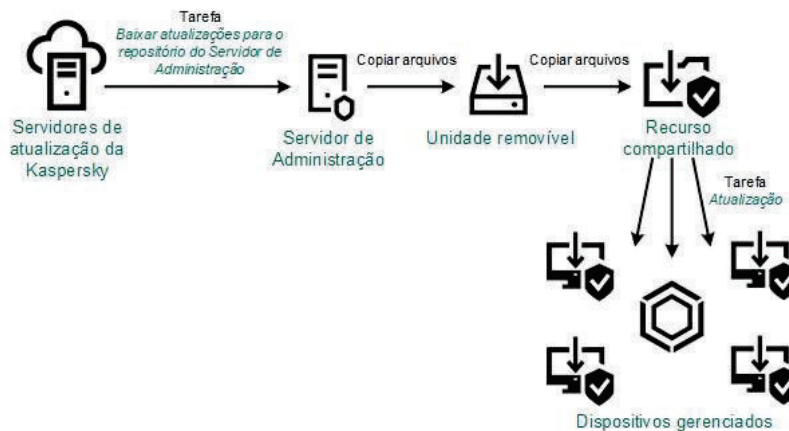 Tarefa
Baixar atualizações para o
repositório do Servidor de
Administração
Copiar arquivos
Copiar arquivos
Servidores de
atualização da
Kaspersky
Servidor de
Administração
Unidade removível
Recurso
compartilhado
Tarefa
Atualização
Dispositivos gerenciados